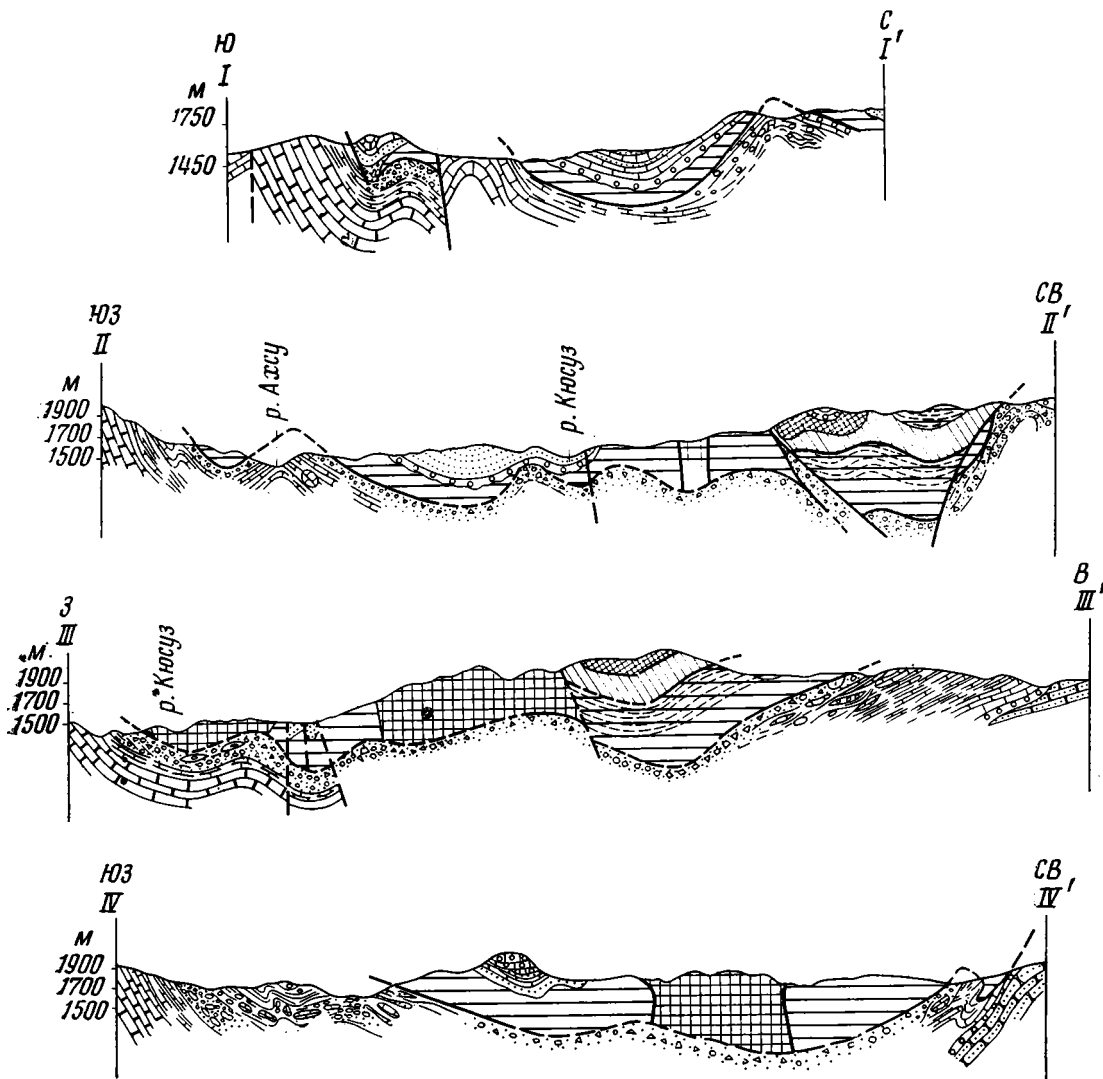 Ю
I
С
I'
м
1750
1450
ЮЗ
II
СВ
II'
м
1900
1700
1500
р. Ахсу
р. Кюсуз
З
III
В
III'
м
1900
1700
1500
р. Кюсуз
ЮЗ
IV
СВ
IV'
м
1900
1700
1500